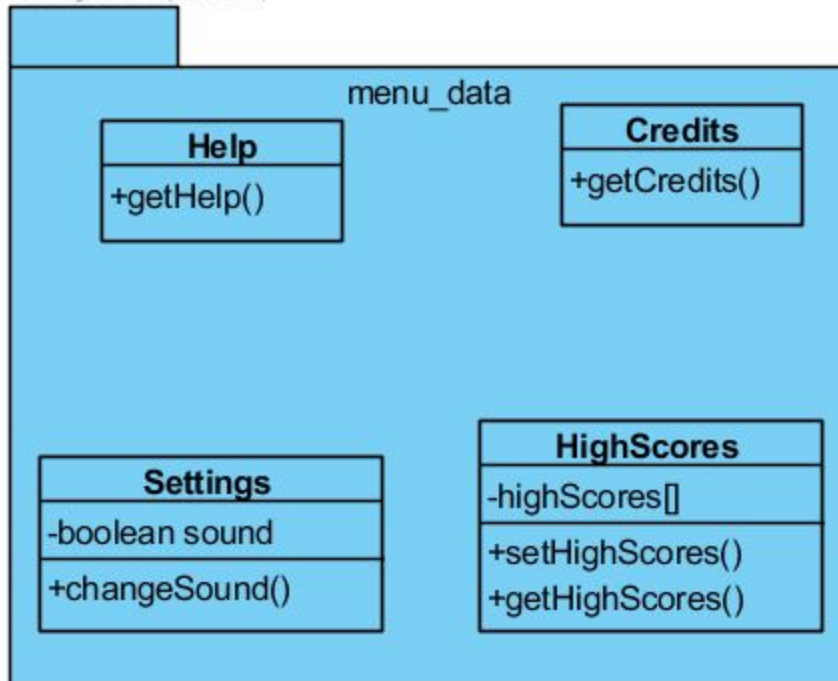 menu_data
Help
+getHelp()
Credits
+getCredits()
Settings
-boolean sound
+changeSound()
HighScores
-highScores[]
+setHighScores()
+getHighScores()